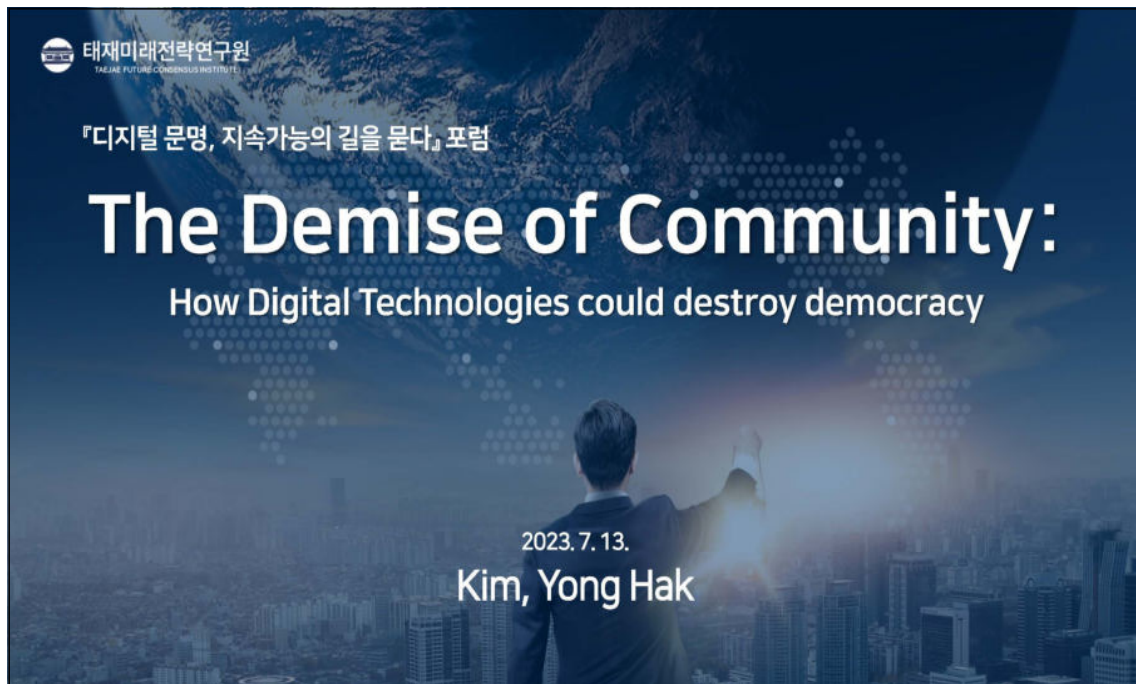 태재미래전략연구원
TAEJAE FUTURE CONSENSUS INSTITUTE
『디지털 문명, 지속가능의 길을 묻다』 포럼
The Demise of Community:
How Digital Technologies could destroy democracy
2023. 7. 13.
Kim, Yong Hak